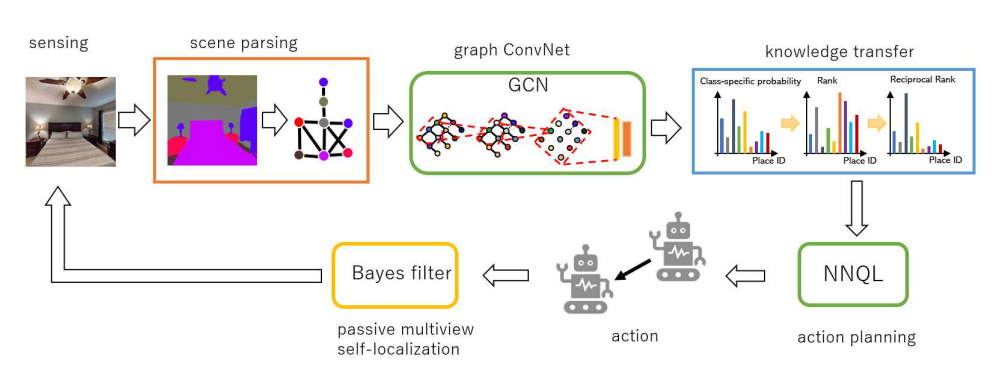 sensing
scene parsing
graph ConvNet
knowledge transfer
GCN
Class-specific probability
Rank
Reciprocal Rank
Place ID
Place ID
Place ID
Bayes filter
NNQL
passive multiview
self-localization
action
action planning